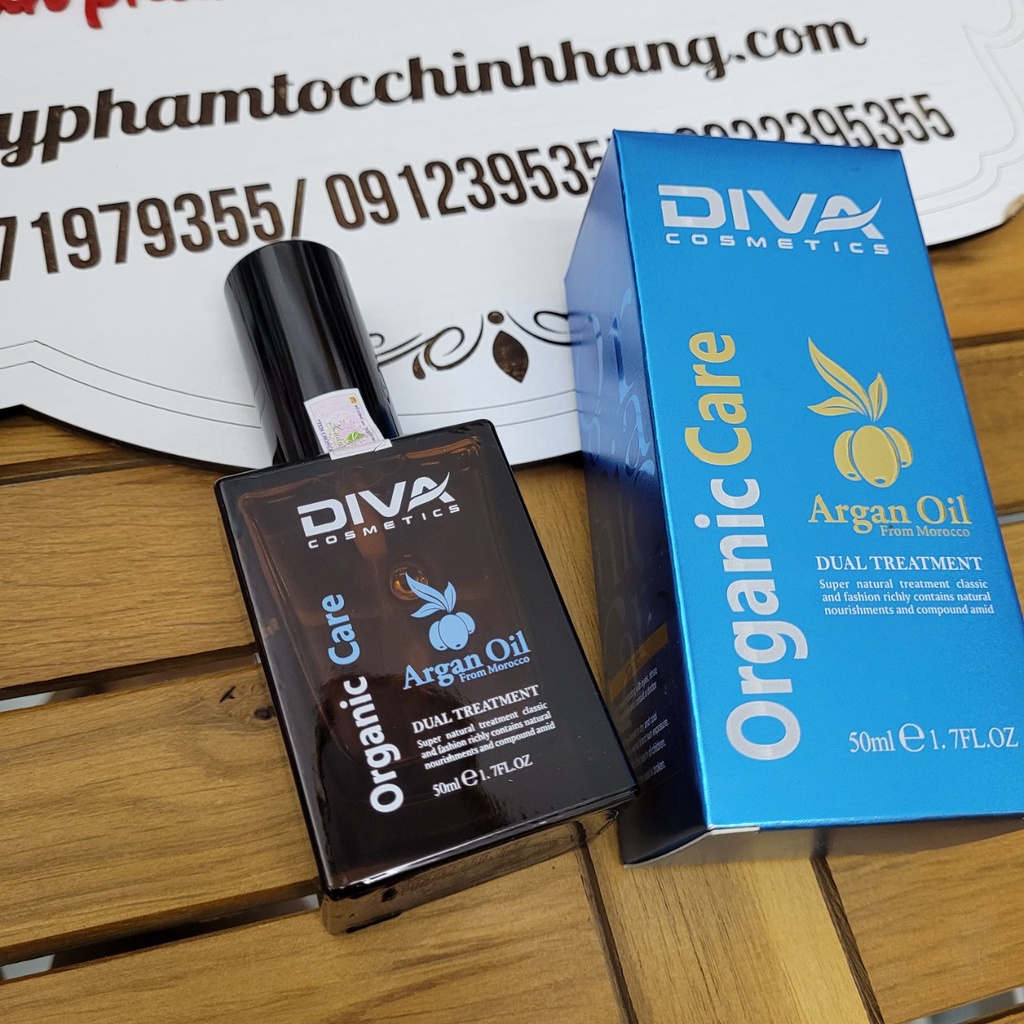 yphamtocchinhhang.com
71979355/ 0912395355
DIVA
COSMETICS
Organic Care
Argan Oil
From Morocco
DUAL TREATMENT
Super natural treatment classic
and fashion richly contains natural
nourishments and compound amid
50ml e 1. 7FL.OZ
DIVA
COSMETICS
Organic Care
Argan Oil
From Morocco
DUAL TREATMENT
Super natural treatment classic
and fashion richly contains natural
nourishments and compound amid
50ml e 1. 7FL.OZ